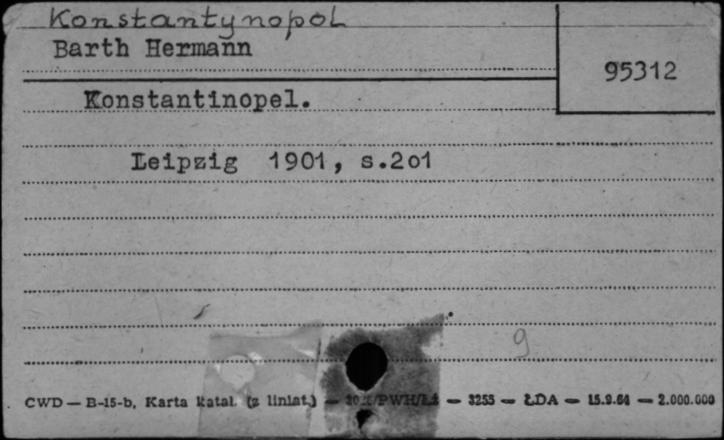 Konstantynopol
Barth Hermann
95312
Konstantinopel.
Leipzig 1901, s.2o1
9
CWD — B-15-b, Karta katal. (z liniat.) — — 3255 — ŁDA — 15.9.64 — 2.000.000